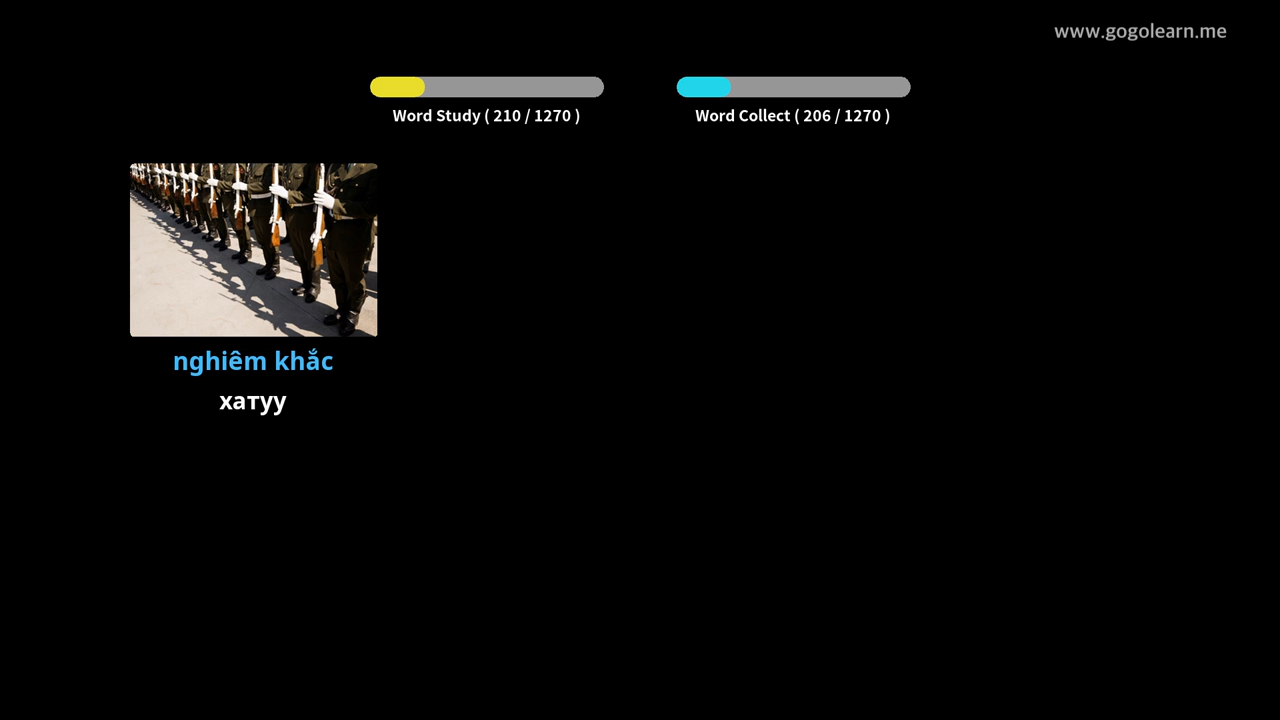 www.gogolearn.me
Word Study ( 210 / 1270 )
Word Collect ( 206 / 1270 )
nghiêm khắc
хатуу